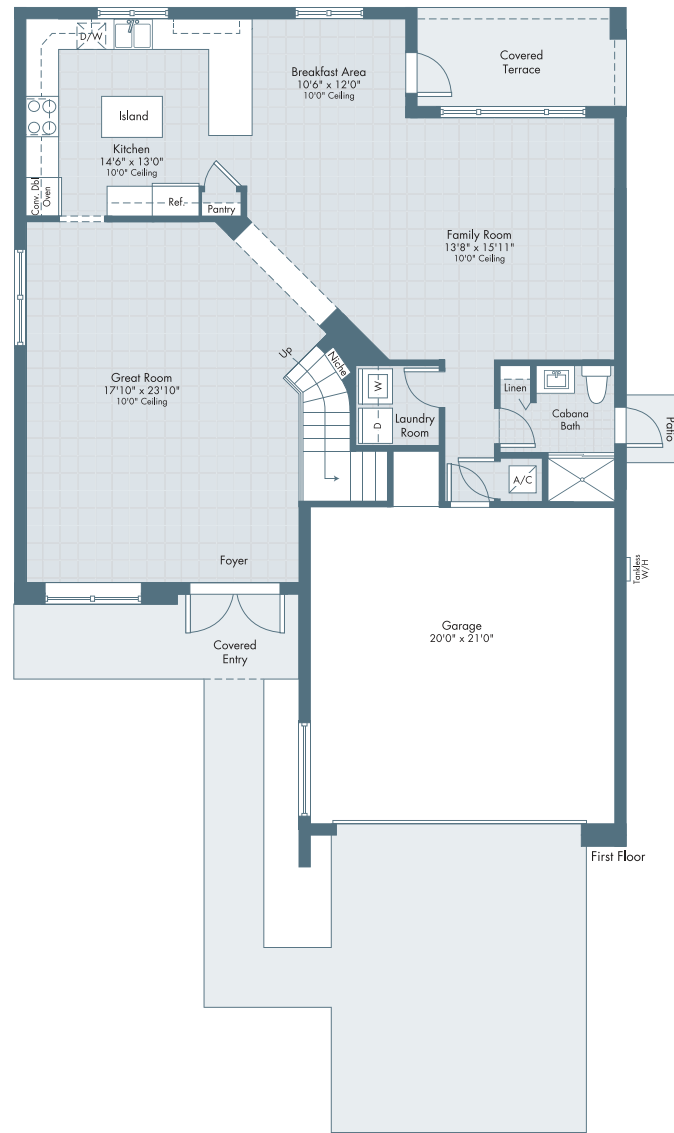 D/W
Covered
Terrace
Breakfast Area
10'6" x 12'0"
10'0" Ceiling
Island
Kitchen
14'6" x 13'0"
10'0" Ceiling
Conv. Dbl
Oven
Ref.
Pantry
Family Room
13'8" x 15'11"
10'0" Ceiling
Up
Niche
Great Room
17'10" x 23'10"
10'0" Ceiling
W
D
Laundry
Room
Linen
Cabana
Bath
Patio
A/C
Foyer
Tankless
W/H
Garage
20'0" x 21'0"
Covered
Entry
First Floor